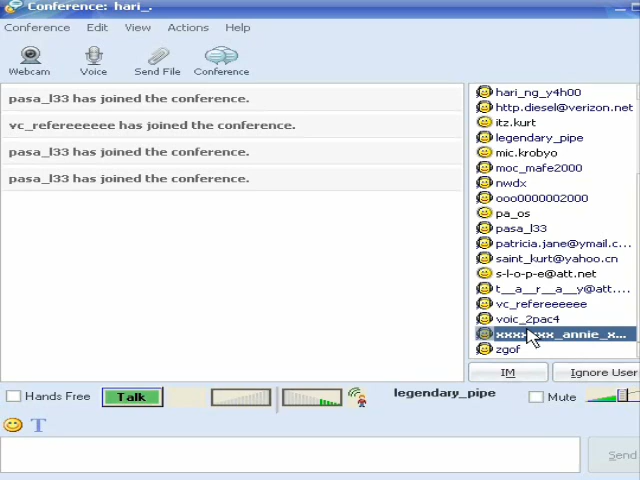 Conference: hari_.
Conference Edit View Actions Help
Webcam Voice Send File Conference
pasa_l33 has joined the conference.
vc_refereeeeee has joined the conference.
pasa_l33 has joined the conference.
pasa_l33 has joined the conference.
hari_ng_y4h00
http.diesel@verizon.net
itz.kurt
legendary_pipe
mic.krobyo
moc_mafe2000
nwdx
ooo0000002000
pa_os
pasa_l33
patricia.jane@ymail.c...
saint_kurt@yahoo.cn
s-l-o-p-e@att.net
t__a__r__a__y@att....
vc_refereeeeee
voic_2pac4
zgof
IM Ignore User
Hands Free Talk legendary_pipe Mute
T
Send